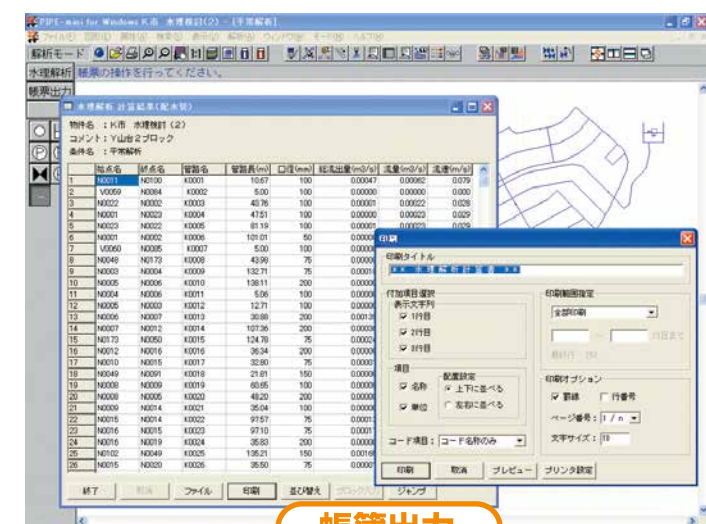 PIPE-mini for Windows K市 水理検討(2) - [平常解析]
解析モード
水理解析 帳票の操作を行ってください。
帳票出力
水理解析 計算結果(配水管)
物件名 :K市 水理検討(2)
コメント:Y山台2ブロック
条件名 :平常解析
始点名 終点名 管路名 管路長(m) 口径(mm) 総流出量(m3/s) 流量(m3/s) 流速(m/s)
1 N0011 N0100 K0001 10.67 100 0.00047 0.00062 0.079
2 V0059 N0084 K0002 5.00 100 0.00000 0.00000 0.000
3 N0022 N0002 K0003 40.76 100 0.00001 0.00022 0.028
4 N0001 N0023 K0004 47.51 100 0.00000 0.00023 0.029
5 N0023 N0022 K0005 81.19 100 0.00001 0.00023 0.029
6 N0001 N0002 K0006 101.01 50
7 V0060 N0085 K0007 5.00 100
8 N0048 N0173 K0008 43.98 75
9 N0003 N0004 K0009 132.71 75
10 N0005 N0006 K0010 138.11 200
11 N0004 N0006 K0011 5.06 100
12 N0005 N0003 K0012 12.71 100
13 N0006 N0007 K0013 30.88 200
14 N0007 N0012 K0014 107.36 200
15 N0173 N0050 K0015 124.78 75
16 N0012 N0016 K0016 36.34 200
17 N0010 N0015 K0017 32.80 75
18 N0049 N0091 K0018 21.81 150
19 N0008 N0009 K0019 60.65 100
20 N0008 N0005 K0020 48.20 200
21 N0009 N0014 K0021 35.04 100
22 N0015 N0014 K0022 97.57 75
23 N0016 N0015 K0023 97.10 75
24 N0016 N0019 K0024 35.83 200
25 N0102 N0049 K0025 135.21 150
26 N0015 N0020 K0026 35.50 75
終了 取消 ファイル 印刷 並び替え ブロック入力 ジャンプ
印刷
印刷タイトル
** 水理解析計算書 **
付加項目選択
表示文字列
1行目
2行目
3行目
項目
名称
単位
配置設定
上下に並べる
左右に並べる
コード項目: コード名称のみ
印刷範囲指定
全部印刷
行目まで
印刷オプション
罫線 行番号
ページ番号: 1 / n
文字サイズ: 10
印刷 取消 プレビュー プリンタ設定
帳簿出力